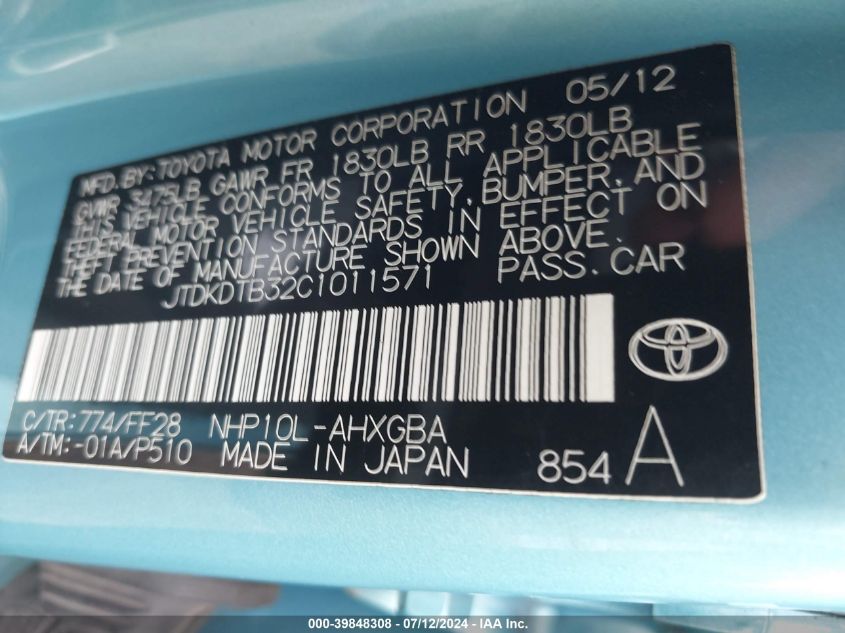 MFD. BY: TOYOTA MOTOR CORPORATION 05/12
GVWR 3475LB GAWR FR 1830LB RR 1830LB
THIS VEHICLE CONFORMS TO ALL APPLICABLE
FEDERAL MOTOR VEHICLE SAFETY, BUMPER, AND
THEFT PREVENTION STANDARDS IN EFFECT ON
THE DATE OF MANUFACTURE SHOWN ABOVE.
JTDKDTB32C1011571 PASS. CAR
C/TR: 774/FF28 NHP10L-AHXGBA
A/TM: -01A/P510 MADE IN JAPAN 854 A
000-39848308 - 07/12/2024 - IAA Inc.